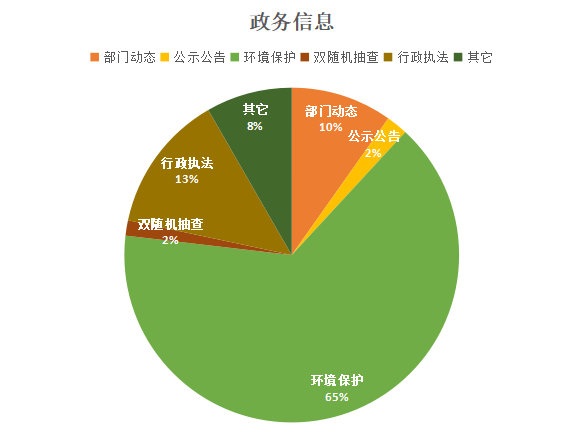 政务信息
部门动态 公示公告 环境保护 双随机抽查 行政执法 其它
其它
8%
部门动态
10%
公示公告
2%
行政执法
13%
双随机抽查
2%
环境保护
65%